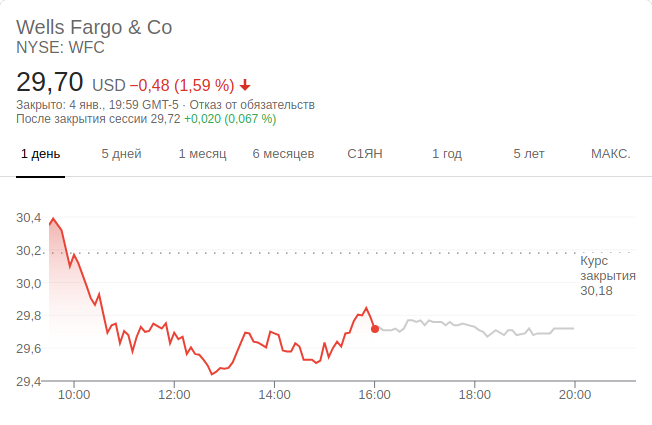 Wells Fargo & Co
NYSE: WFC
29,70 USD −0,48 (1,59 %)
Закрыто: 4 янв., 19:59 GMT-5 · Отказ от обязательств
После закрытия сессии 29,72 +0,020 (0,067 %)
1 день 5 дней 1 месяц 6 месяцев С1ЯН 1 год 5 лет МАКС.
30,4
30,2
Курс
закрытия
30,18
30,0
29,8
29,6
29,4
10:00 12:00 14:00 16:00 18:00 20:00